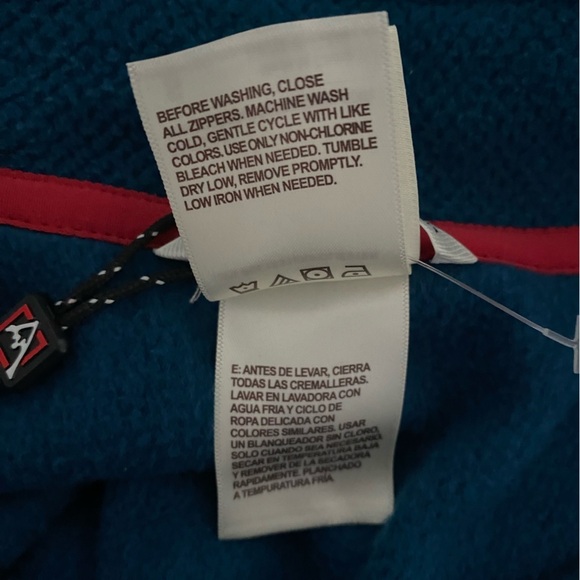 BEFORE WASHING, CLOSE
ALL ZIPPERS. MACHINE WASH
COLD, GENTLE CYCLE WITH LIKE
COLORS. USE ONLY NON-CHLORINE
BLEACH WHEN NEEDED. TUMBLE
DRY LOW, REMOVE PROMPTLY.
LOW IRON WHEN NEEDED.
E: ANTES DE LEVAR, CIERRA
TODAS LAS CREMALLERAS.
LAVAR EN LAVADORA CON
AGUA FRIA Y CICLO DE
ROPA DELICADA CON
COLORES SIMILARES. USAR
UN BLANQUEADOR SIN CLORO,
SOLO CUANDO SEA NECESARIO.
SECAR EN TEMPERATURA BAJA
Y REMOVER DE LA SECADORA
RAPIDAMENTE. PLANCHADO
A TEMPURATURA FRIA.